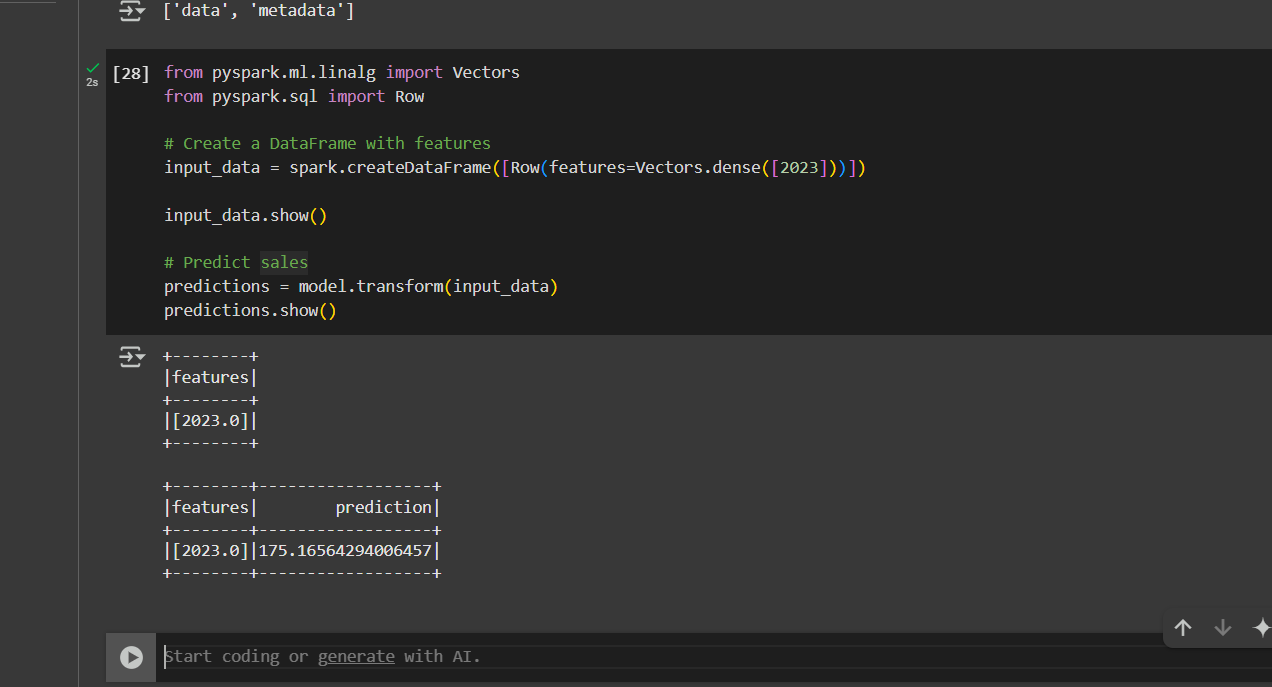 ['data', 'metadata']
[28] from pyspark.ml.linalg import Vectors
2s
from pyspark.sql import Row
# Create a DataFrame with features
input_data = spark.createDataFrame([Row(features=Vectors.dense([2023]))])
input_data.show()
# Predict sales
predictions = model.transform(input_data)
predictions.show()
+--------+
|features|
+--------+
|[2023.0]|
+--------+
+--------+------------------+
|features|        prediction|
+--------+------------------+
|[2023.0]|175.16564294006457|
+--------+------------------+
Start coding or generate with AI.